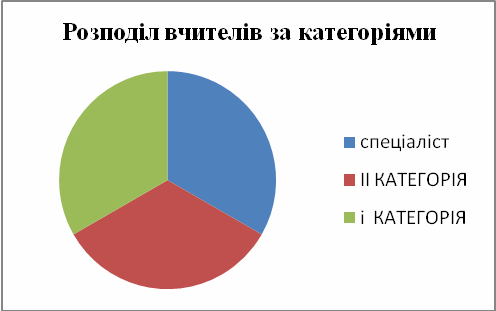 Розподіл вчителів за категоріями
спеціаліст
ІІ КАТЕГОРІЯ
і КАТЕГОРІЯ